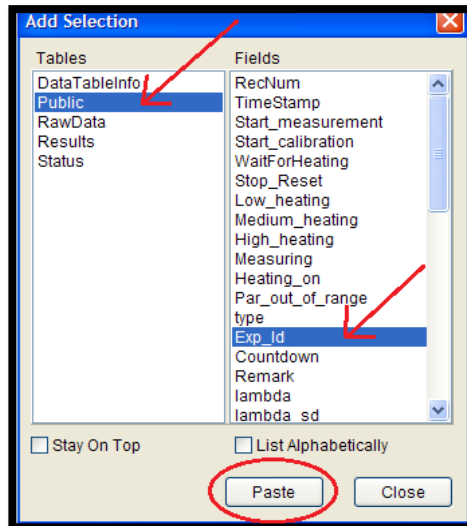 Add Selection
Tables
Fields
DataTableInfo
Public
RawData
Results
Status
RecNum
TimeStamp
Start_measurement
Start_calibration
WaitForHeating
Stop_Reset
Low_heating
Medium_heating
High_heating
Measuring
Heating_on
Par_out_of_range
type
Exp_Id
Countdown
Remark
lambda
lambda_sd
Stay On Top
List Alphabetically
Paste
Close